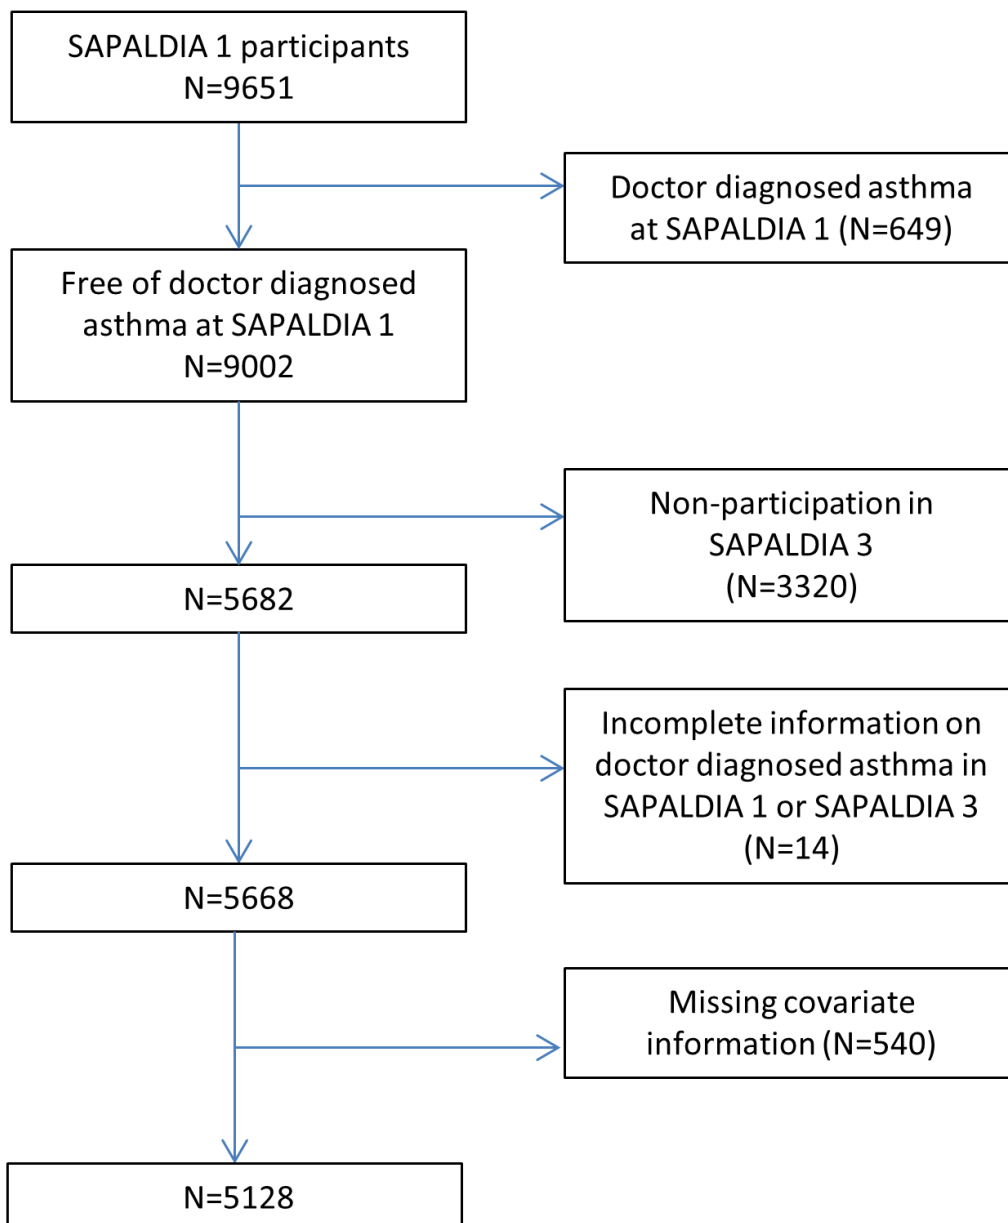 SAPALDIA 1 participants
N=9651
Doctor diagnosed asthma
at SAPALDIA 1 (N=649)
Free of doctor diagnosed
asthma at SAPALDIA 1
N=9002
Non-participation in
SAPALDIA 3
(N=3320)
N=5682
Incomplete information on
doctor diagnosed asthma in
SAPALDIA 1 or SAPALDIA 3
(N=14)
N=5668
Missing covariate
information (N=540)
N=5128